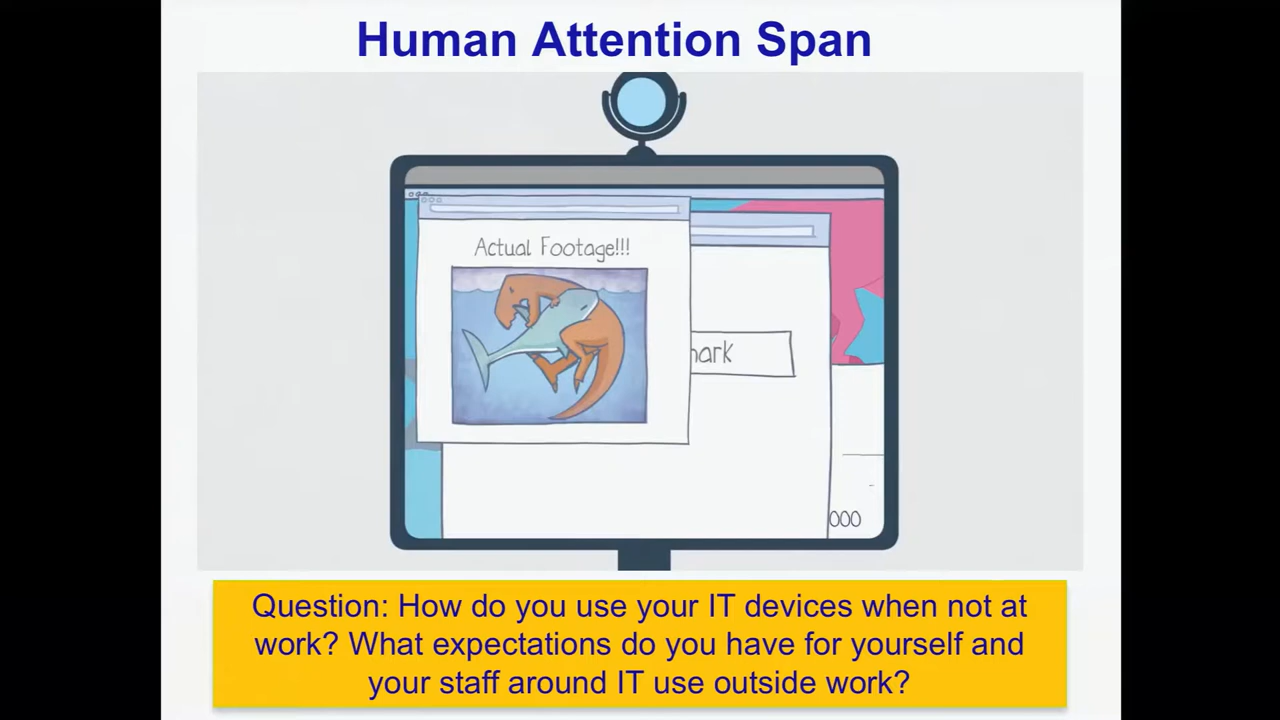 Human Attention Span
Actual Footage!!!
000
Question: How do you use your IT devices when not at
work? What expectations do you have for yourself and
your staff around IT use outside work?